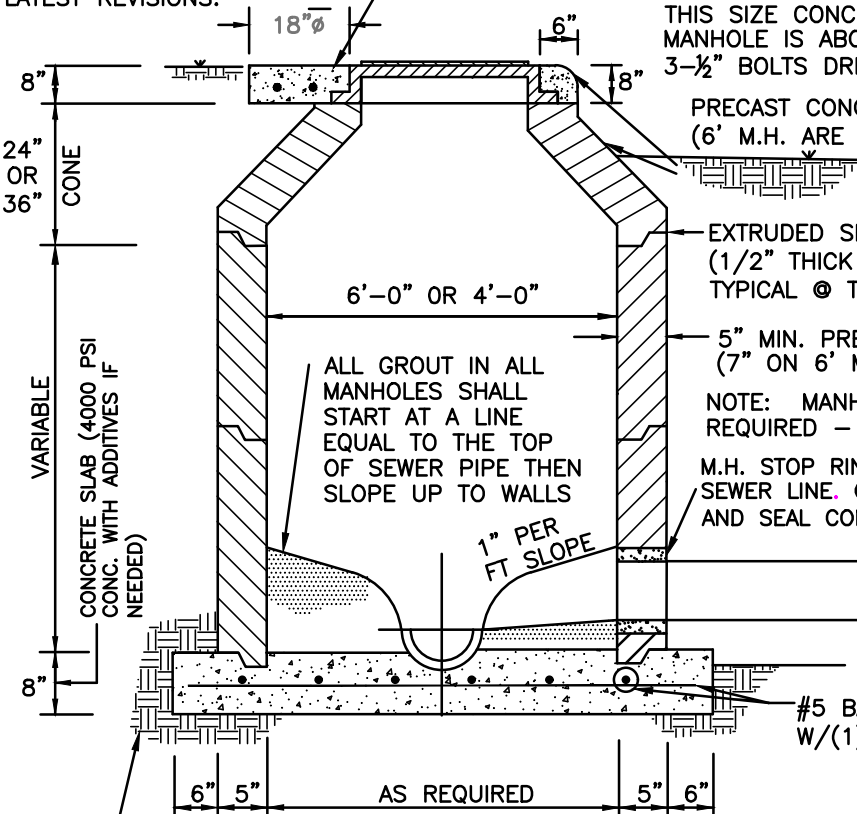 LATEST REVISIONS.
18"ø
6"
THIS SIZE CONC
MANHOLE IS ABO
3-½" BOLTS DRI
8"
8"
PRECAST CONC
(6' M.H. ARE
24"
OR
36"
CONE
EXTRUDED SE
(1/2" THICK
TYPICAL @ T
6'-0" OR 4'-0"
5" MIN. PRE
(7" ON 6' M
ALL GROUT IN ALL
MANHOLES SHALL
START AT A LINE
EQUAL TO THE TOP
OF SEWER PIPE THEN
SLOPE UP TO WALLS
NOTE: MANH
REQUIRED -
M.H. STOP RIN
SEWER LINE.
AND SEAL CO
VARIABLE
CONCRETE SLAB (4000 PSI
CONC. WITH ADDITIVES IF
NEEDED)
1" PER
FT SLOPE
8"
#5 BA
W/(1)
6"
5"
AS REQUIRED
5"
6"